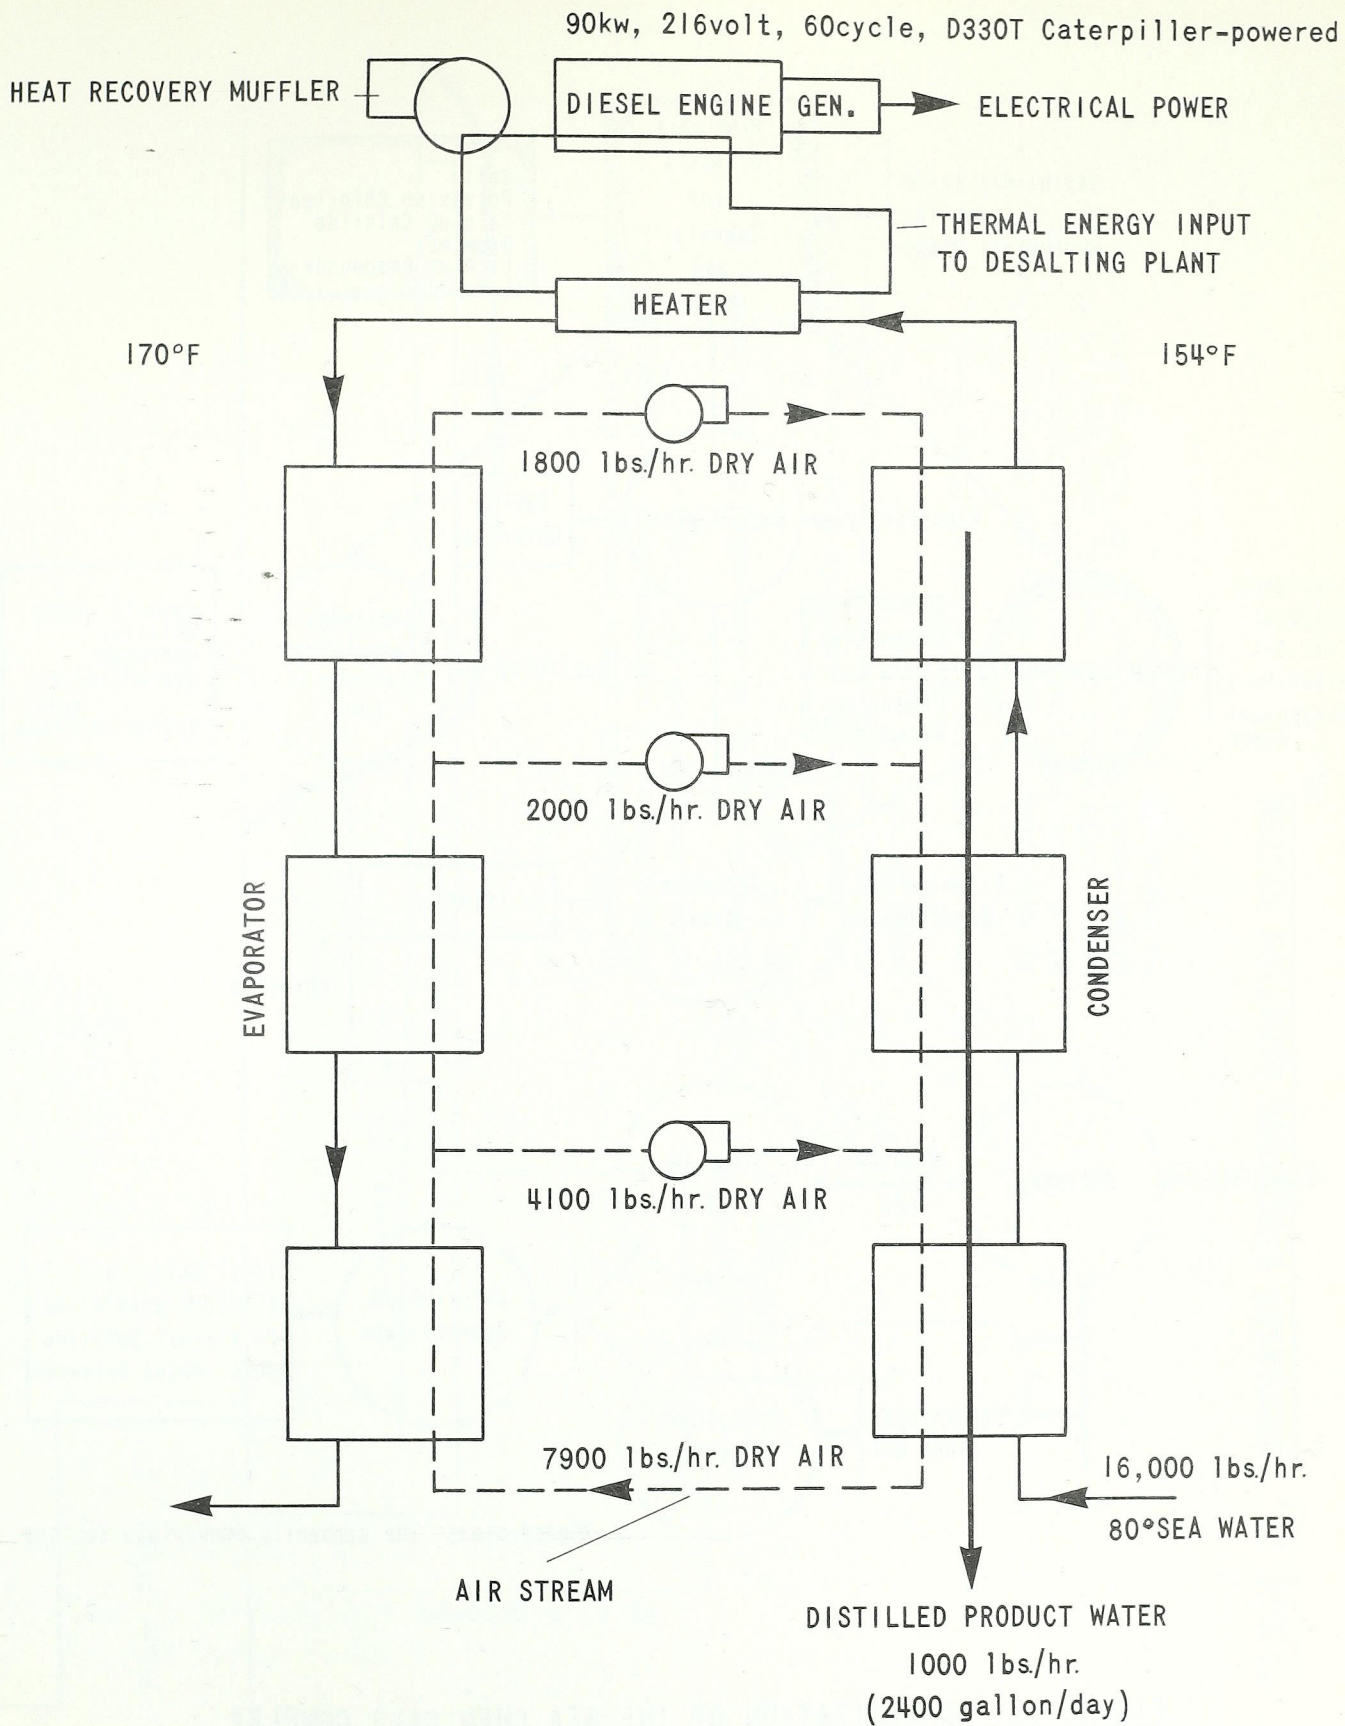 90kw, 216volt, 60cycle, D330T Caterpiller-powered
HEAT RECOVERY MUFFLER
DIESEL ENGINE
GEN.
ELECTRICAL POWER
THERMAL ENERGY INPUT
TO DESALTING PLANT
HEATER
170°F
154°F
1800 lbs./hr. DRY AIR
2000 lbs./hr. DRY AIR
EVAPORATOR
CONDENSER
4100 lbs./hr. DRY AIR
7900 lbs./hr. DRY AIR
16,000 lbs./hr.
80° SEA WATER
AIR STREAM
DISTILLED PRODUCT WATER
1000 lbs./hr.
(2400 gallon/day)